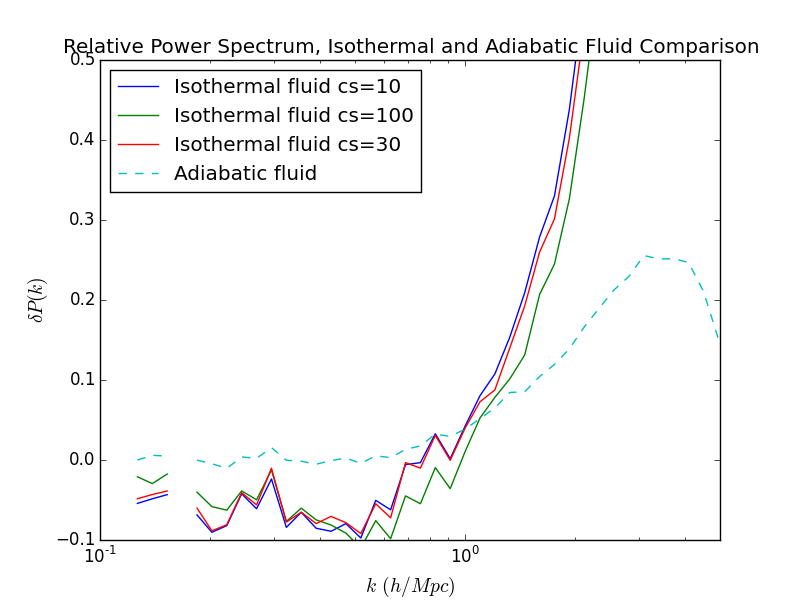 Relative Power Spectrum, Isothermal and Adiabatic Fluid Comparison
0.5
Isothermal fluid cs=10
Isothermal fluid cs=100
Isothermal fluid cs=30
Adiabatic fluid
0.4
0.3
0.2
0.1
0.0
−0.1
δP(k)
10⁻¹
10⁰
k (h/Mpc)